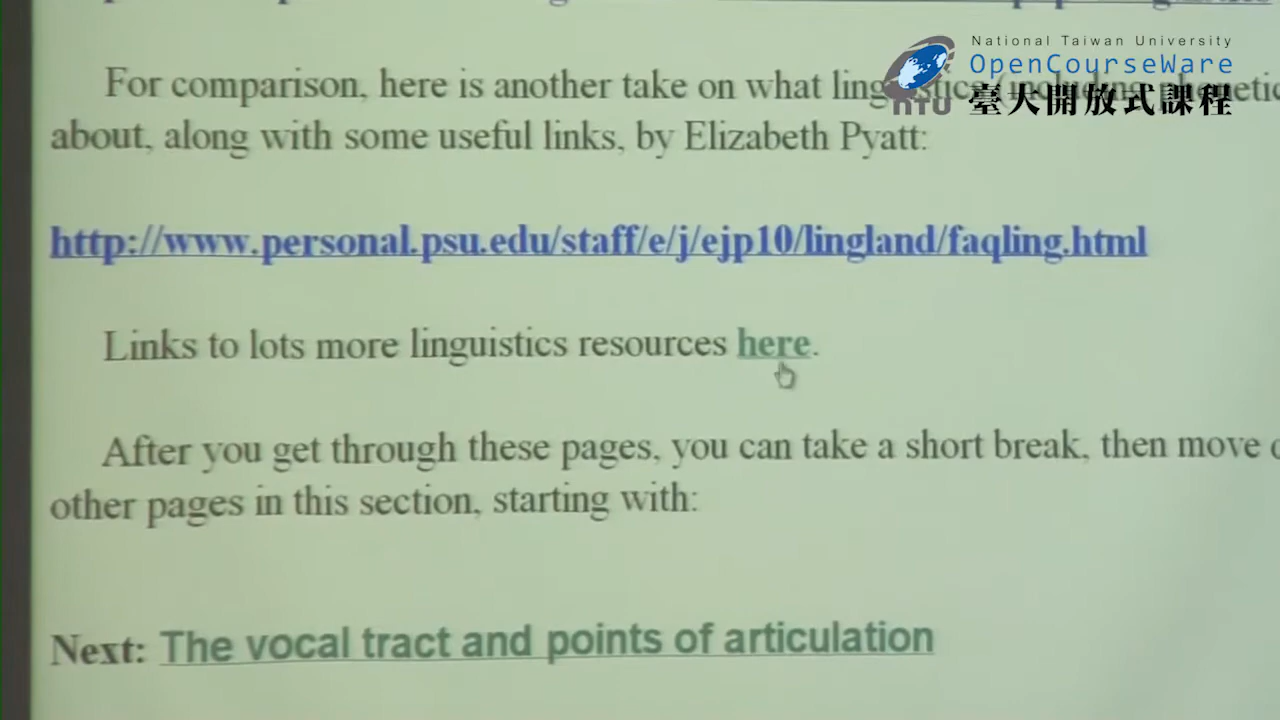 National Taiwan University
OpenCourseWare
臺大開放式課程
NTU
For comparison, here is another take on what
about, along with some useful links, by Elizabeth Pyatt:
http://www.personal.psu.edu/staff/e/j/ejp10/lingland/faqling.html
Links to lots more linguistics resources here.
After you get through these pages, you can take a short break, then move
other pages in this section, starting with:
Next: The vocal tract and points of articulation